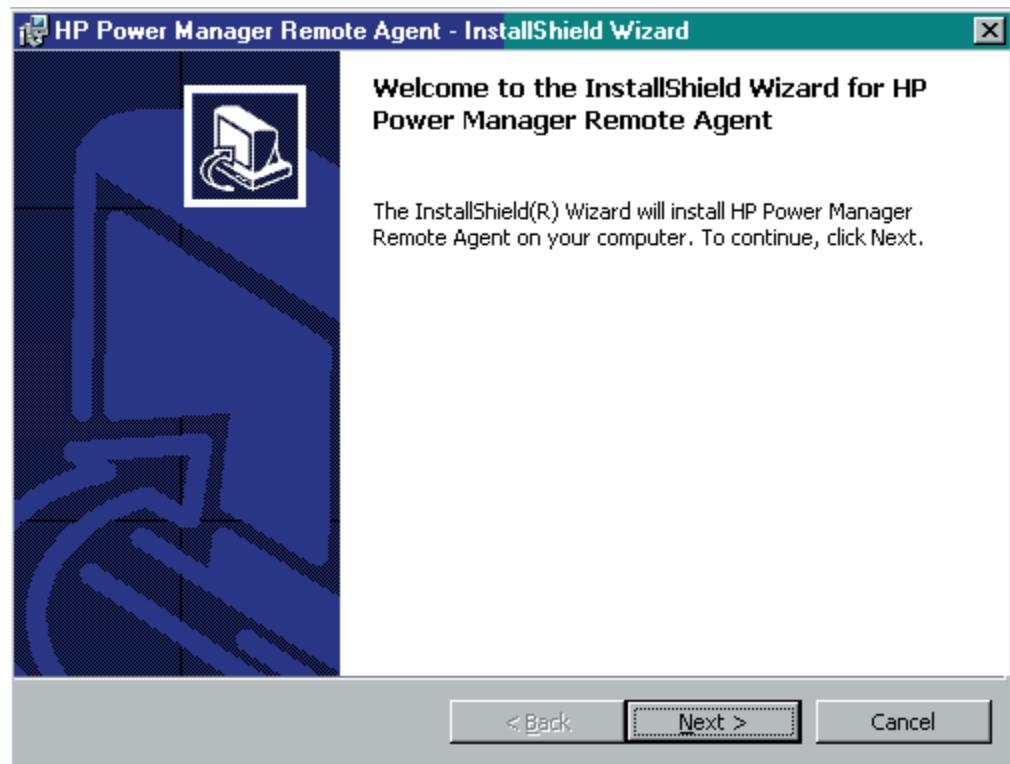 HP Power Manager Remote Agent - InstallShield Wizard
Welcome to the InstallShield Wizard for HP
Power Manager Remote Agent
The InstallShield(R) Wizard will install HP Power Manager
Remote Agent on your computer. To continue, click Next.
< Back
Next >
Cancel